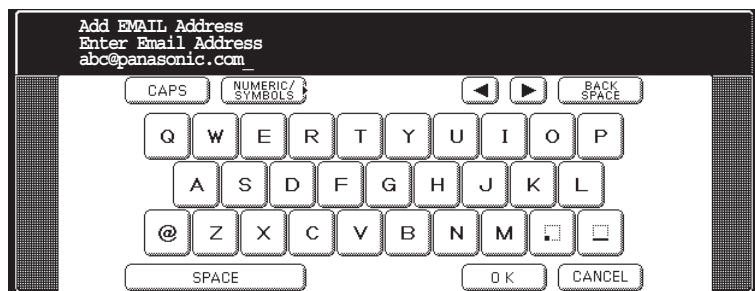 Add EMAIL Address
Enter Email Address
abc@panasonic.com_
CAPS NUMERIC/ SYMBOLS ◀ ▶ BACK SPACE
Q W E R T Y U I O P
A S D F G H J K L
@ Z X C V B N M . _
SPACE OK CANCEL